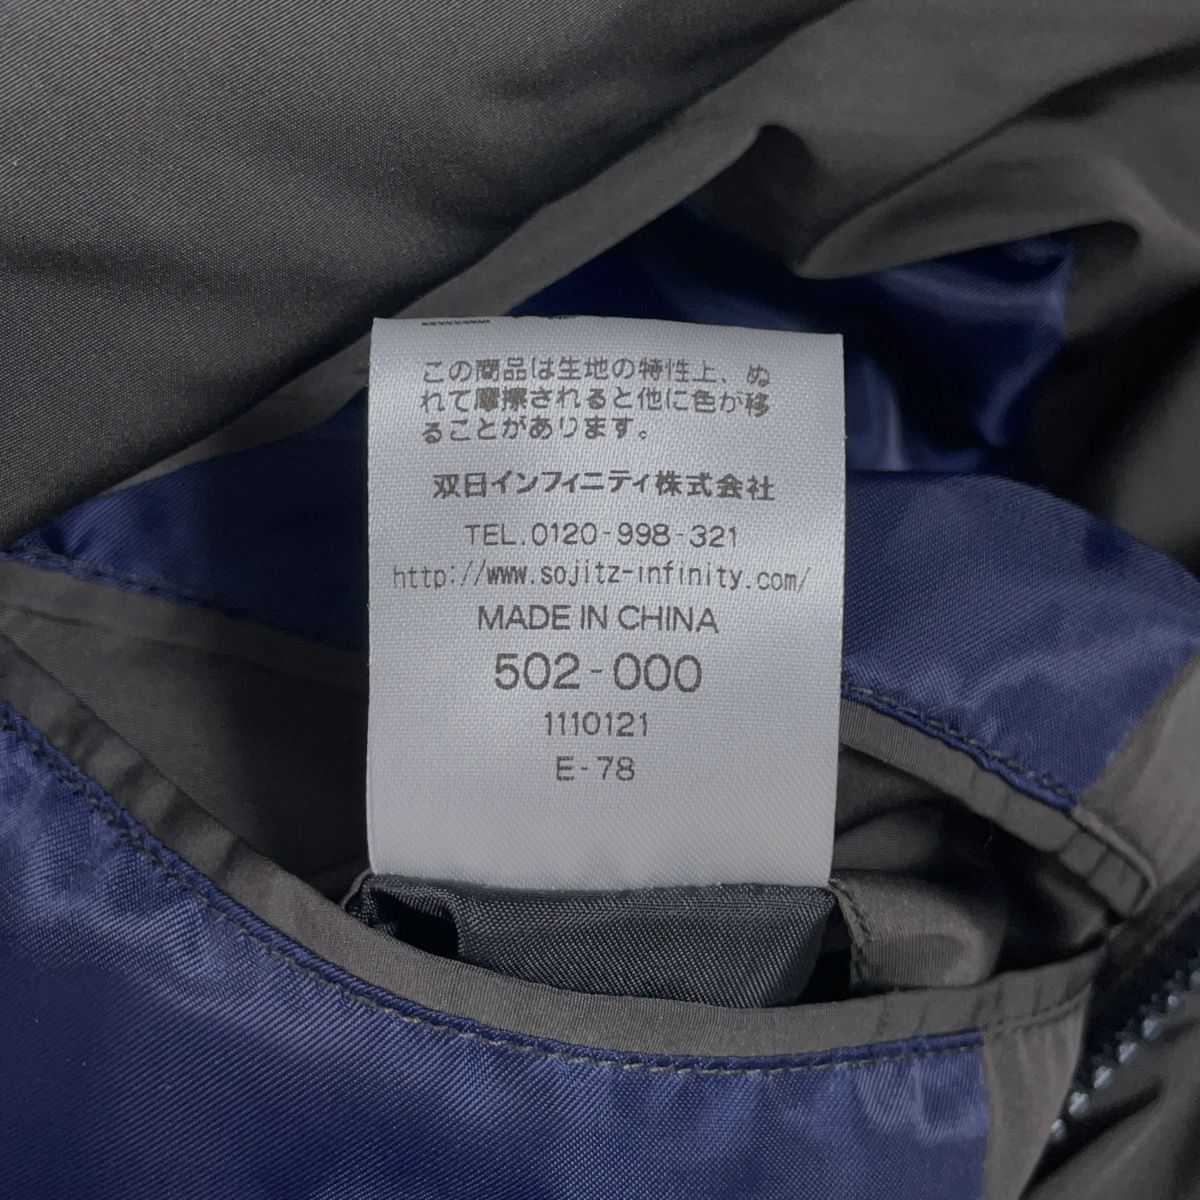 この商品は生地の特性上、ぬ
れて摩擦されると他に色が移
ることがあります。
双日インフィニティ株式会社
TEL.0120-998-321
http://www.sojitz-infinity.com/
MADE IN CHINA
502-000
1110121
E-78